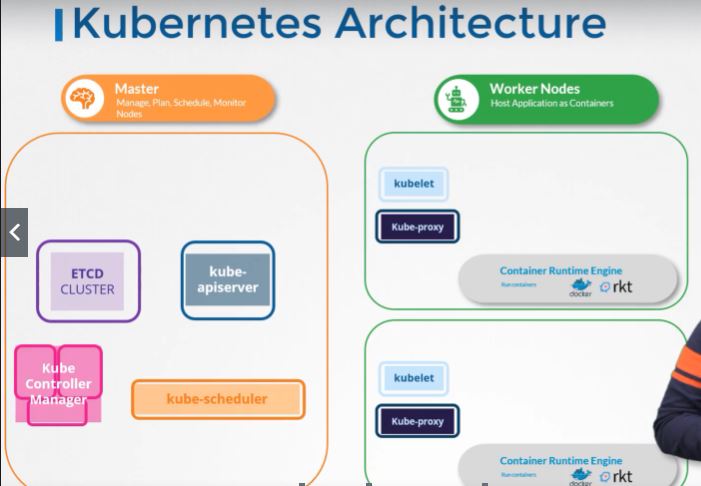 Kubernetes Architecture
Master
Manage, Plan, Schedule, Monitor
Nodes
Worker Nodes
Host Application as Containers
ETCD
CLUSTER
kube-
apiserver
Kube
Controller
Manager
kube-scheduler
kubelet
Kube-proxy
Container Runtime Engine
Run containers
docker
rkt
kubelet
Kube-proxy
Container Runtime Engine
Run containers
docker
rkt